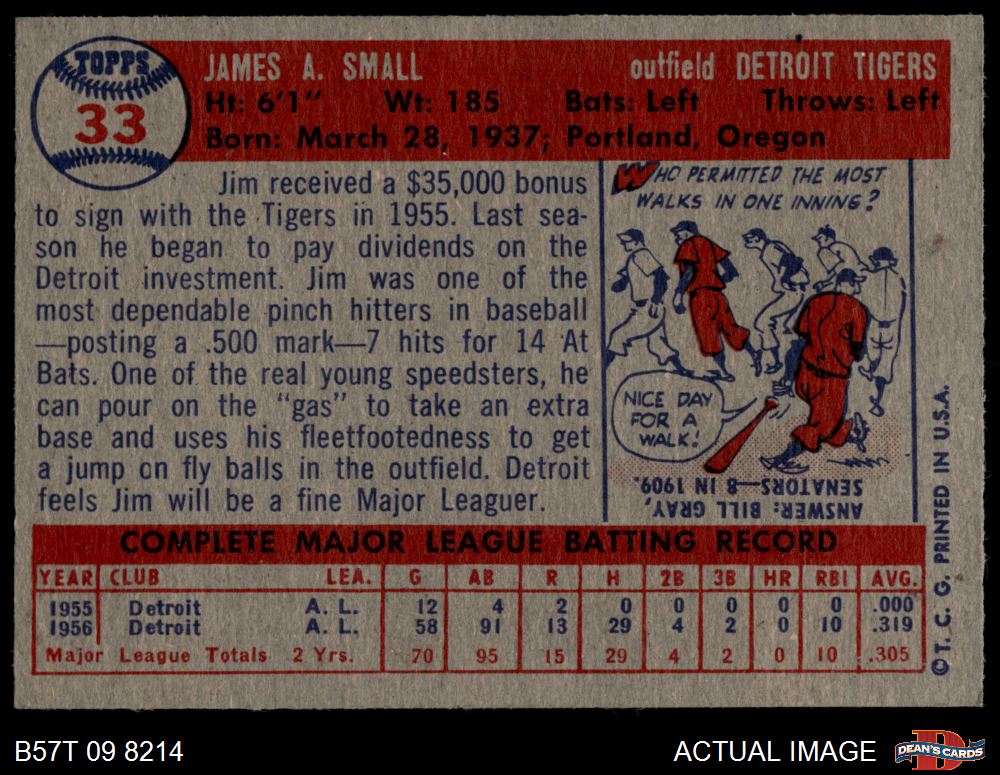 TOPPS
33
JAMES A. SMALL outfield DETROIT TIGERS
Ht: 6'1" Wt: 185 Bats: Left Throws: Left
Born: March 28, 1937; Portland, Oregon
Jim received a $35,000 bonus
to sign with the Tigers in 1955. Last sea-
son he began to pay dividends on the
Detroit investment. Jim was one of the
most dependable pinch hitters in baseball
—posting a .500 mark—7 hits for 14 At
Bats. One of the real young speedsters, he
can pour on the "gas" to take an extra
base and uses his fleetfootedness to get
a jump on fly balls in the outfield. Detroit
feels Jim will be a fine Major Leaguer.
WHO PERMITTED THE MOST
WALKS IN ONE INNING?
NICE DAY
FOR A
WALK!
ANSWER: BILL GRAY,
SENATORS—8 IN 1909.
COMPLETE MAJOR LEAGUE BATTING RECORD
YEAR CLUB LEA. G AB R H 2B 3B HR RBI AVG.
1955 Detroit A. L. 12 4 2 0 0 0 0 0 .000
1956 Detroit A. L. 58 91 13 29 4 2 0 10 .319
Major League Totals 2 Yrs. 70 95 15 29 4 2 0 10 .305
© T. C. G. PRINTED IN U.S.A.
B57T 09 8214
ACTUAL IMAGE
DEAN'S CARDS